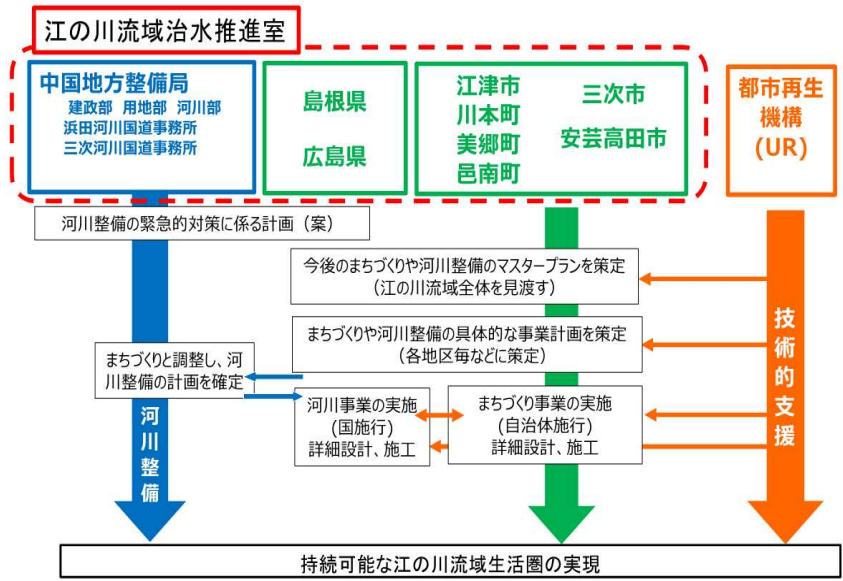 江の川流域治水推進室
中国地方整備局
建政部 用地部 河川部
浜田河川国道事務所
三次河川国道事務所
島根県
広島県
江津市
川本町
美郷町
邑南町
三次市
安芸高田市
都市再生
機構
(UR)
河川整備の緊急的対策に係る計画（案）
今後のまちづくりや河川整備のマスタープランを策定
（江の川流域全体を見渡す）
まちづくりや河川整備の具体的な事業計画を策定
（各地区毎などに策定）
まちづくりと調整し、河
川整備の計画を確定
河川事業の実施
(国施行)
詳細設計、施工
まちづくり事業の実施
(自治体施行)
詳細設計、施工
河川整備
技術的支援
持続可能な江の川流域生活圏の実現